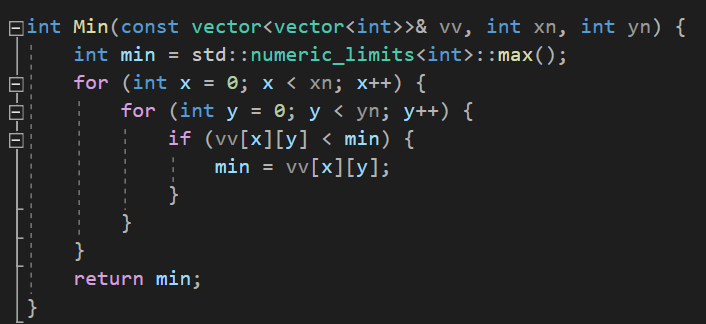 int Min(const vector<vector<int>>& vv, int xn, int yn) {
    int min = std::numeric_limits<int>::max();
    for (int x = 0; x < xn; x++) {
        for (int y = 0; y < yn; y++) {
            if (vv[x][y] < min) {
                min = vv[x][y];
            }
        }
    }
    return min;
}